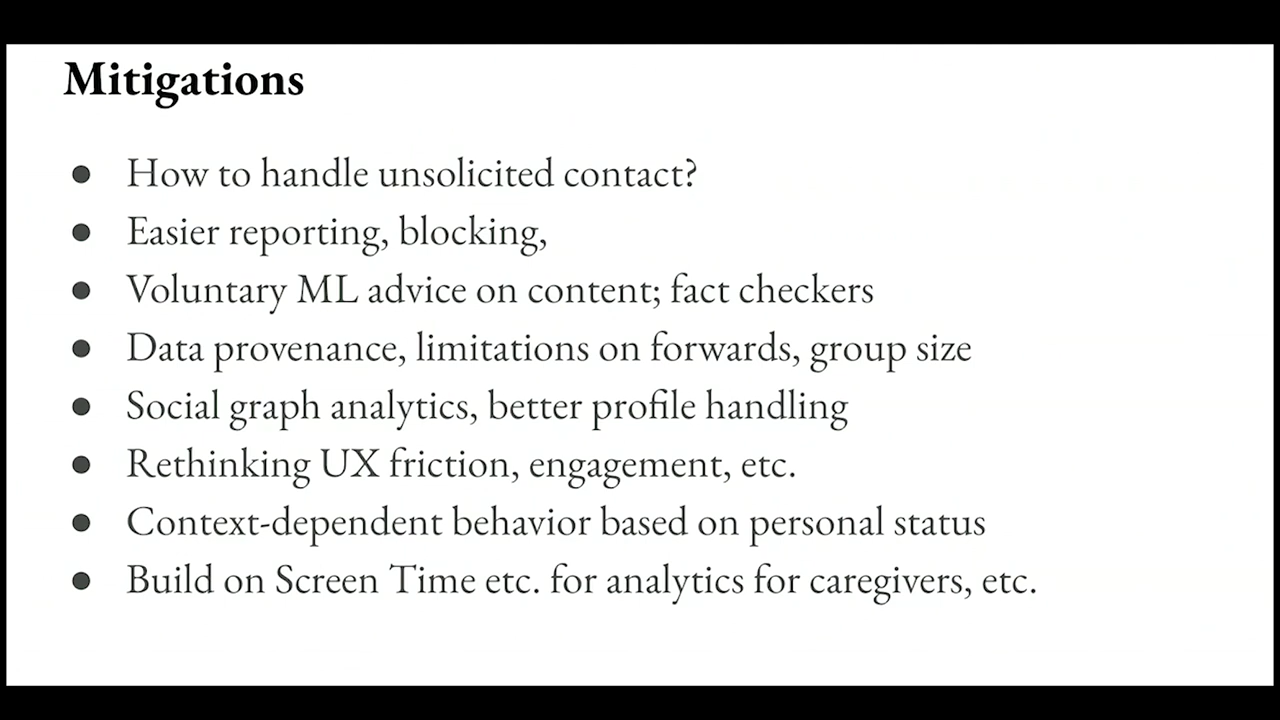 Mitigations
● How to handle unsolicited contact?
● Easier reporting, blocking,
● Voluntary ML advice on content; fact checkers
● Data provenance, limitations on forwards, group size
● Social graph analytics, better profile handling
● Rethinking UX friction, engagement, etc.
● Context-dependent behavior based on personal status
● Build on Screen Time etc. for analytics for caregivers, etc.